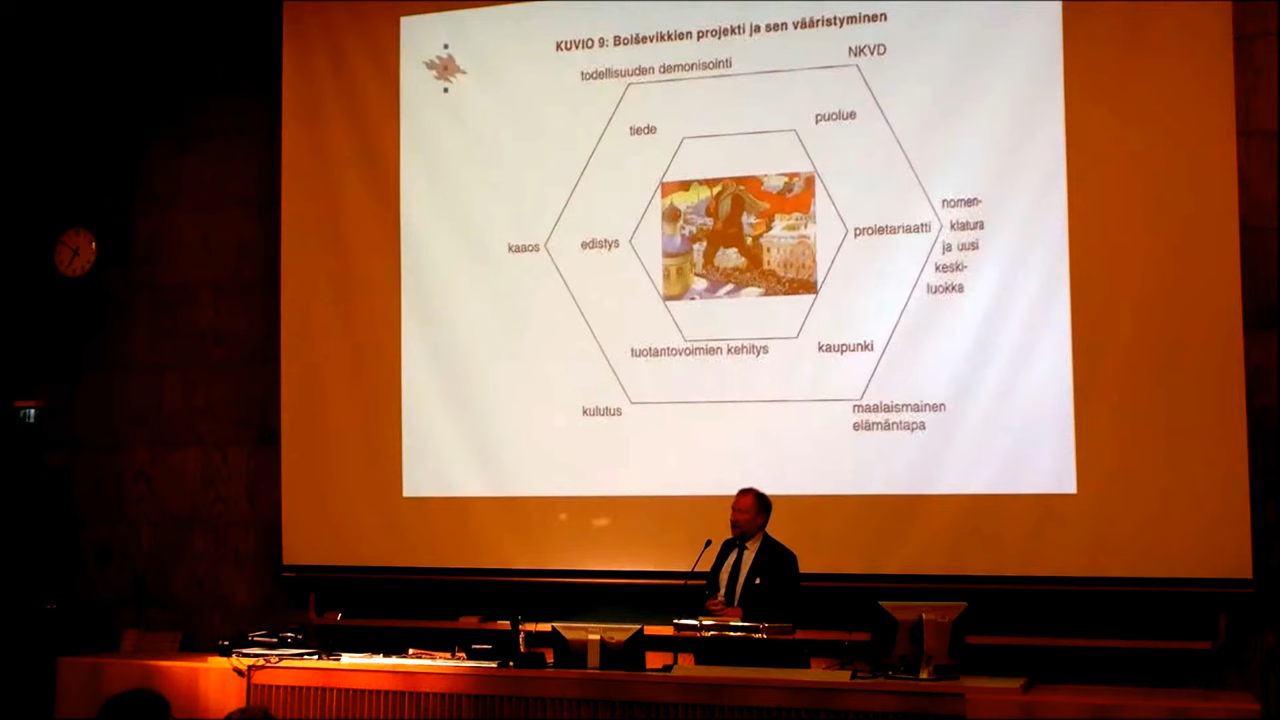 KUVIO 9: Bolševikkien projekti ja sen vääristyminen
todellisuuden demonisointi
NKVD
tiede
puolue
kaaos
edistys
proletariaatti
nomen-
klatura
ja uusi
keski-
luokka
tuotantovoimien kehitys
kaupunki
kulutus
maalaismainen
elämäntapa